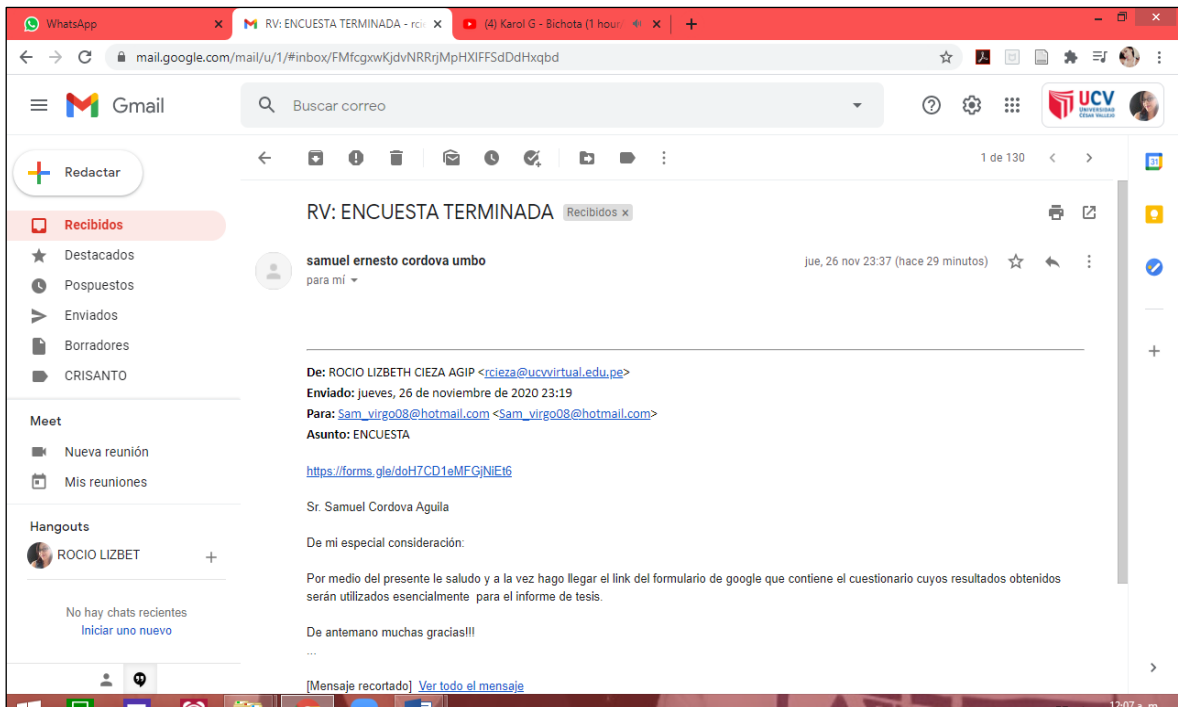 WhatsApp
RV: ENCUESTA TERMINADA - rcie
(4) Karol G - Bichota (1 hour/
mail.google.com/mail/u/1/#inbox/FMfcgxwKjdvNRRrjMpHXlFFSdDdHxqbd
Gmail
Buscar correo
UCV
UNIVERSIDAD
CÉSAR VALLEJO
Redactar
1 de 130
31
Recibidos
Destacados
Pospuestos
Enviados
Borradores
CRISANTO
Meet
Nueva reunión
Mis reuniones
Hangouts
ROCIO LIZBET
No hay chats recientes
Iniciar uno nuevo
RV: ENCUESTA TERMINADA Recibidos x
samuel ernesto cordova umbo
jue, 26 nov 23:37 (hace 29 minutos)
para mí
De: ROCIO LIZBETH CIEZA AGIP <rcieza@ucvvirtual.edu.pe>
Enviado: jueves, 26 de noviembre de 2020 23:19
Para: Sam_virgo08@hotmail.com <Sam_virgo08@hotmail.com>
Asunto: ENCUESTA
https://forms.gle/doH7CD1eMFGjNiEt6
Sr. Samuel Cordova Aguila
De mi especial consideración:
Por medio del presente le saludo y a la vez hago llegar el link del formulario de google que contiene el cuestionario cuyos resultados obtenidos
serán utilizados esencialmente para el informe de tesis.
De antemano muchas gracias!!!
...
[Mensaje recortado] Ver todo el mensaje
12:07 a. m.